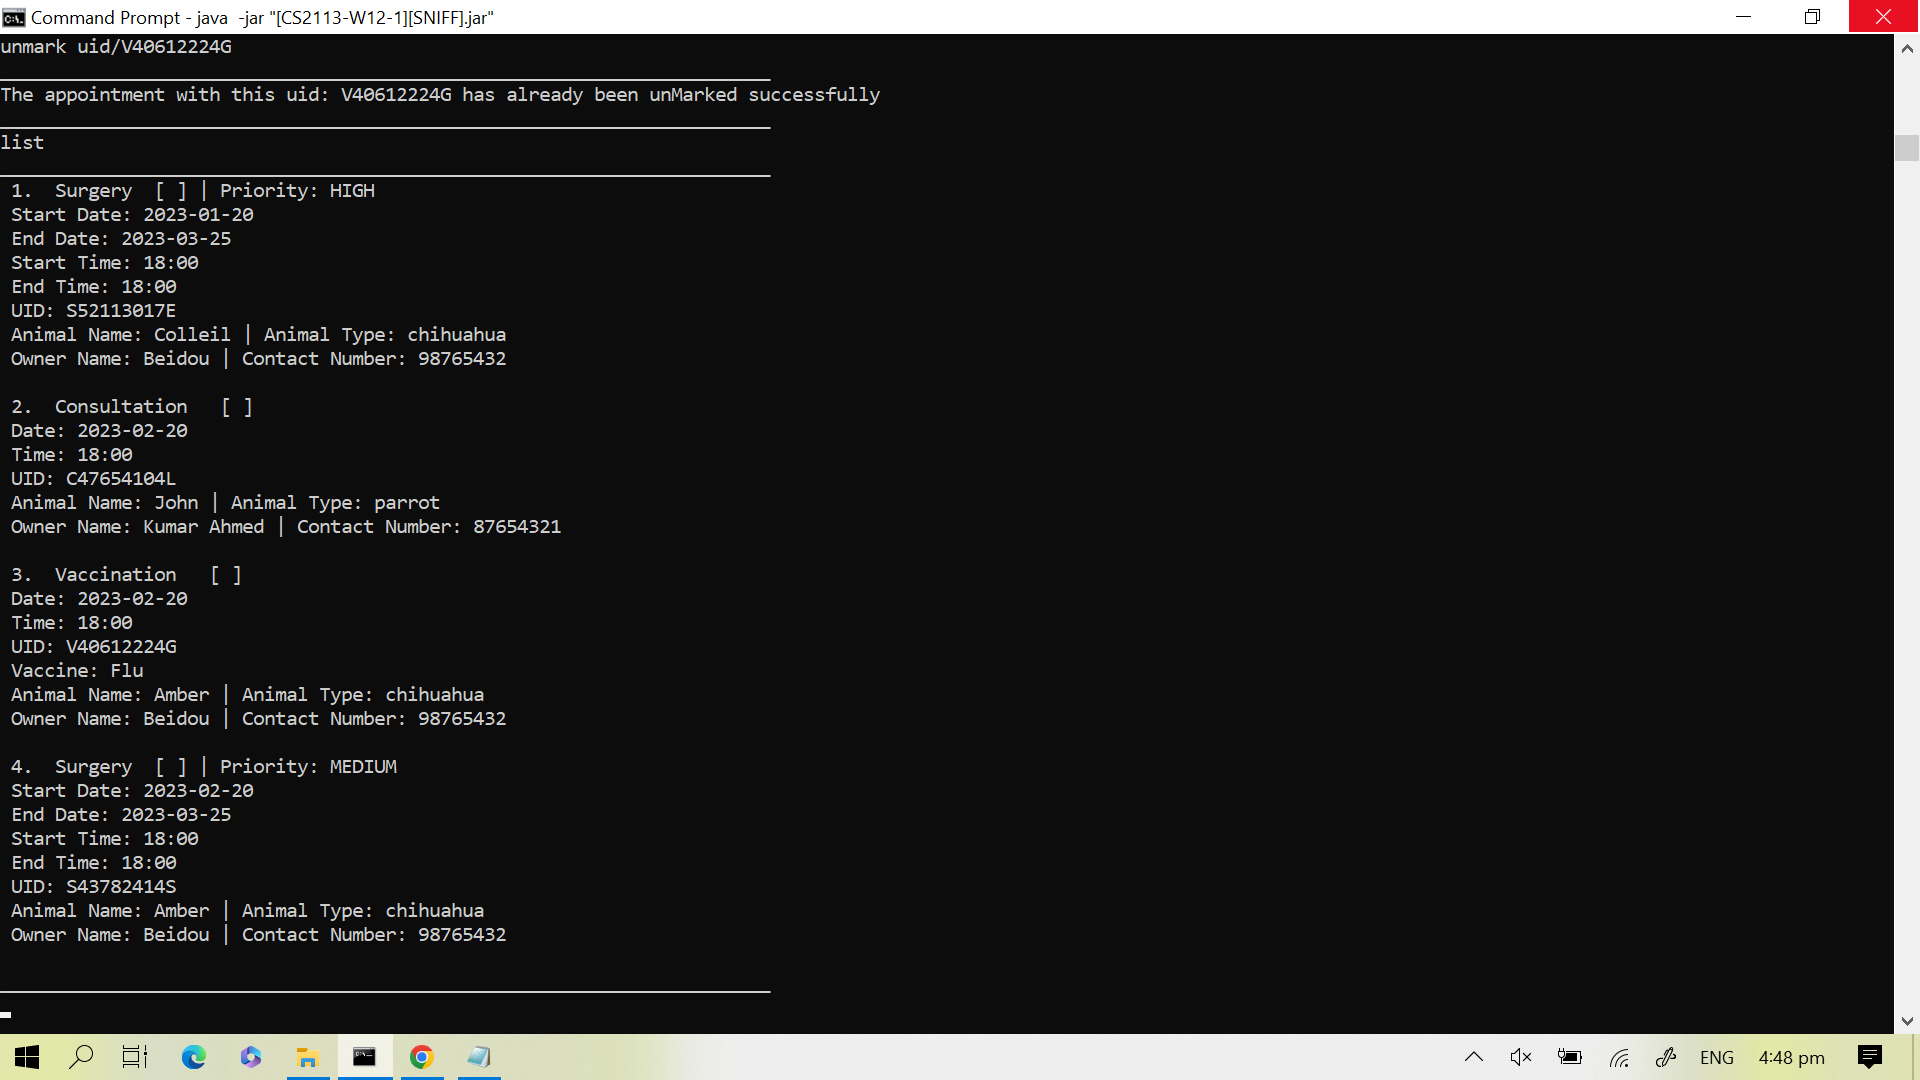 Command Prompt - java  -jar "[CS2113-W12-1][SNIFF].jar"
unmark uid/V40612224G
The appointment with this uid: V40612224G has already been unMarked successfully
list
1.  Surgery  [ ] | Priority: HIGH
Start Date: 2023-01-20
End Date: 2023-03-25
Start Time: 18:00
End Time: 18:00
UID: S52113017E
Animal Name: Colleil | Animal Type: chihuahua
Owner Name: Beidou | Contact Number: 98765432
2.  Consultation   [ ]
Date: 2023-02-20
Time: 18:00
UID: C47654104L
Animal Name: John | Animal Type: parrot
Owner Name: Kumar Ahmed | Contact Number: 87654321
3.  Vaccination   [ ]
Date: 2023-02-20
Time: 18:00
UID: V40612224G
Vaccine: Flu
Animal Name: Amber | Animal Type: chihuahua
Owner Name: Beidou | Contact Number: 98765432
4.  Surgery  [ ] | Priority: MEDIUM
Start Date: 2023-02-20
End Date: 2023-03-25
Start Time: 18:00
End Time: 18:00
UID: S43782414S
Animal Name: Amber | Animal Type: chihuahua
Owner Name: Beidou | Contact Number: 98765432
ENG 4:48 pm